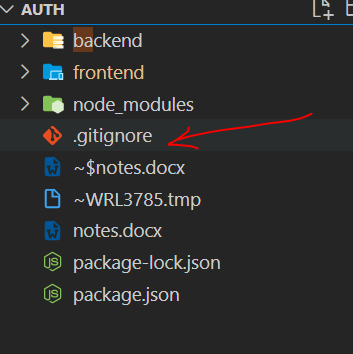 AUTH
backend
frontend
node_modules
.gitignore
~$notes.docx
~WRL3785.tmp
notes.docx
package-lock.json
package.json